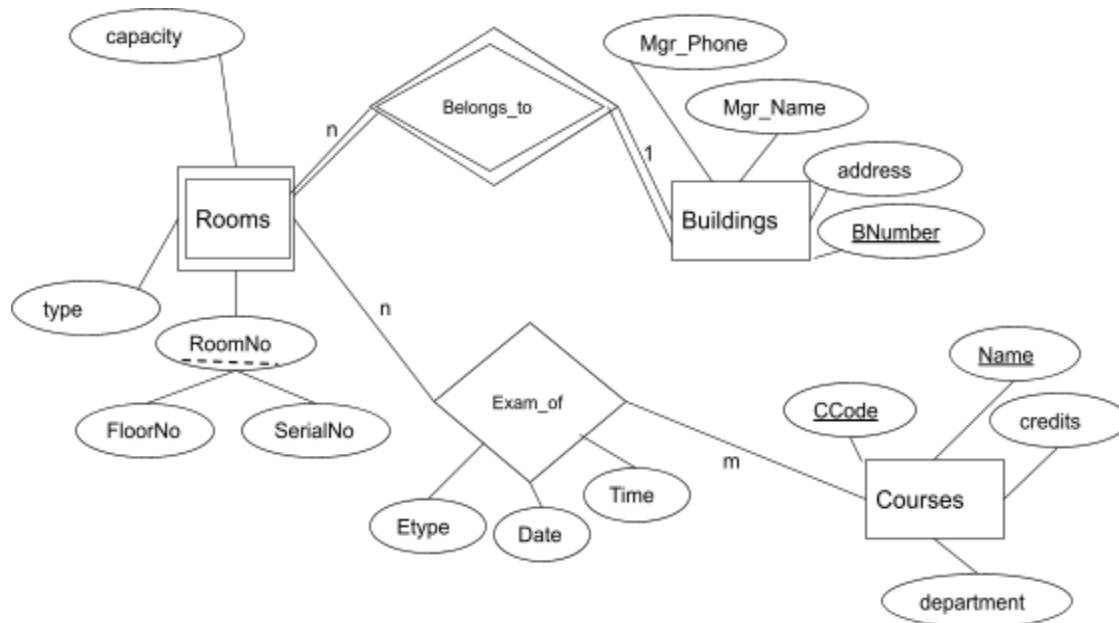 capacity
Mgr_Phone
Belongs_to
Mgr_Name
n
1
address
Rooms
Buildings
BNumber
type
n
RoomNo
Name
Exam_of
CCode
credits
FloorNo
SerialNo
m
Time
Courses
Etype
Date
department